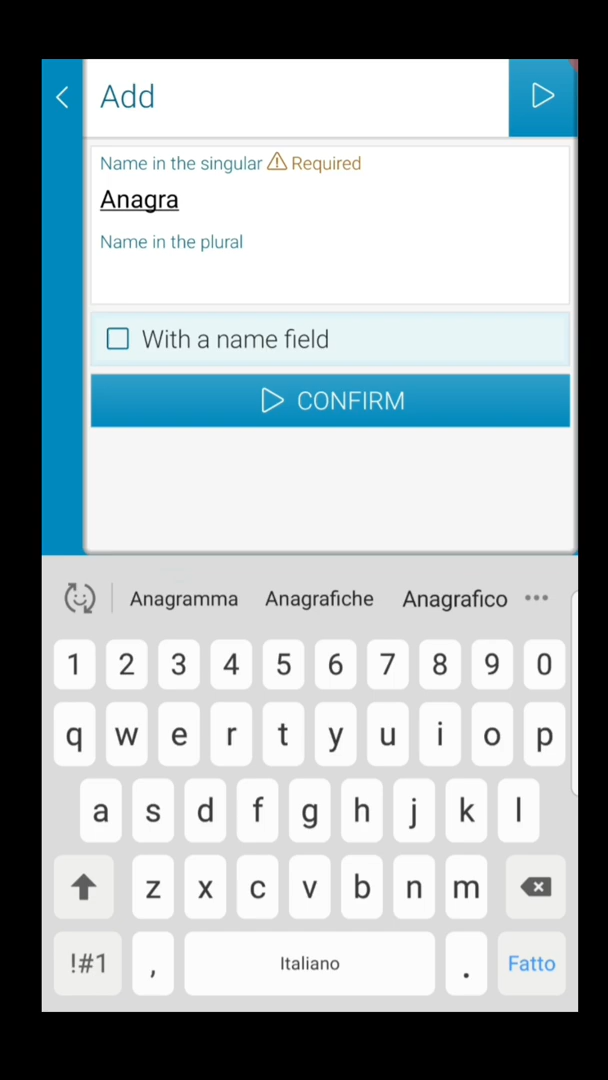 Add
Name in the singular ⚠ Required
Anagra
Name in the plural
With a name field
CONFIRM
Anagramma Anagrafiche Anagrafico •••
1 2 3 4 5 6 7 8 9 0
q w e r t y u i o p
a s d f g h j k l
z x c v b n m
!#1 , Italiano . Fatto